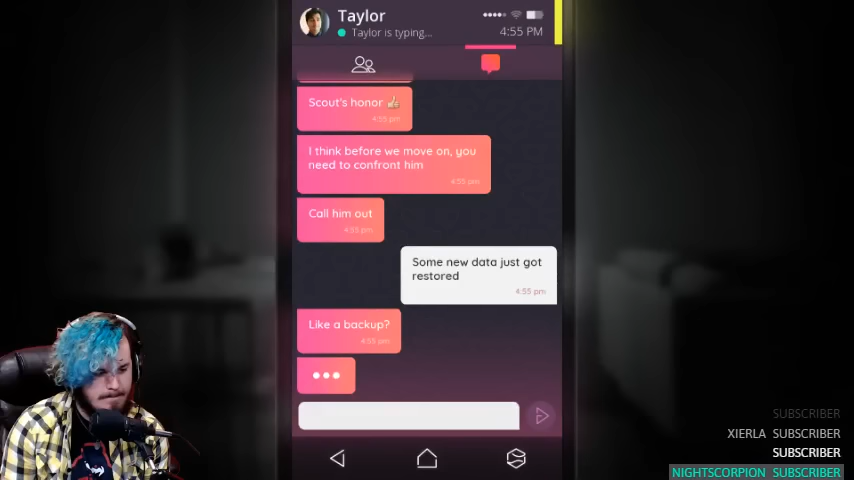 Taylor
Taylor is typing...
4:55 PM
Scout's honor 👍🏼
4:55 pm
I think before we move on, you
need to confront him
4:55 pm
Call him out
4:55 pm
Some new data just got
restored
4:55 pm
Like a backup?
4:55 pm
SUBSCRIBER
XIERLA SUBSCRIBER
SUBSCRIBER
NIGHTSCORPION SUBSCRIBER